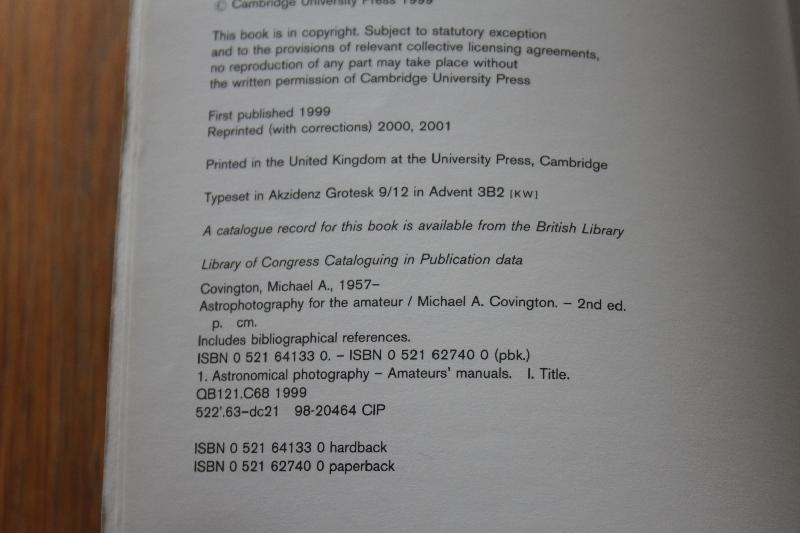 © Cambridge University Press 1999
This book is in copyright. Subject to statutory exception
and to the provisions of relevant collective licensing agreements,
no reproduction of any part may take place without
the written permission of Cambridge University Press
First published 1999
Reprinted (with corrections) 2000, 2001
Printed in the United Kingdom at the University Press, Cambridge
Typeset in Akzidenz Grotesk 9/12 in Advent 3B2 [KW]
A catalogue record for this book is available from the British Library
Library of Congress Cataloguing in Publication data
Covington, Michael A., 1957–
Astrophotography for the amateur / Michael A. Covington. – 2nd ed.
p. cm.
Includes bibliographical references.
ISBN 0 521 64133 0. – ISBN 0 521 62740 0 (pbk.)
1. Astronomical photography – Amateurs' manuals. I. Title.
QB121.C68 1999
522'.63–dc21 98-20464 CIP
ISBN 0 521 64133 0 hardback
ISBN 0 521 62740 0 paperback